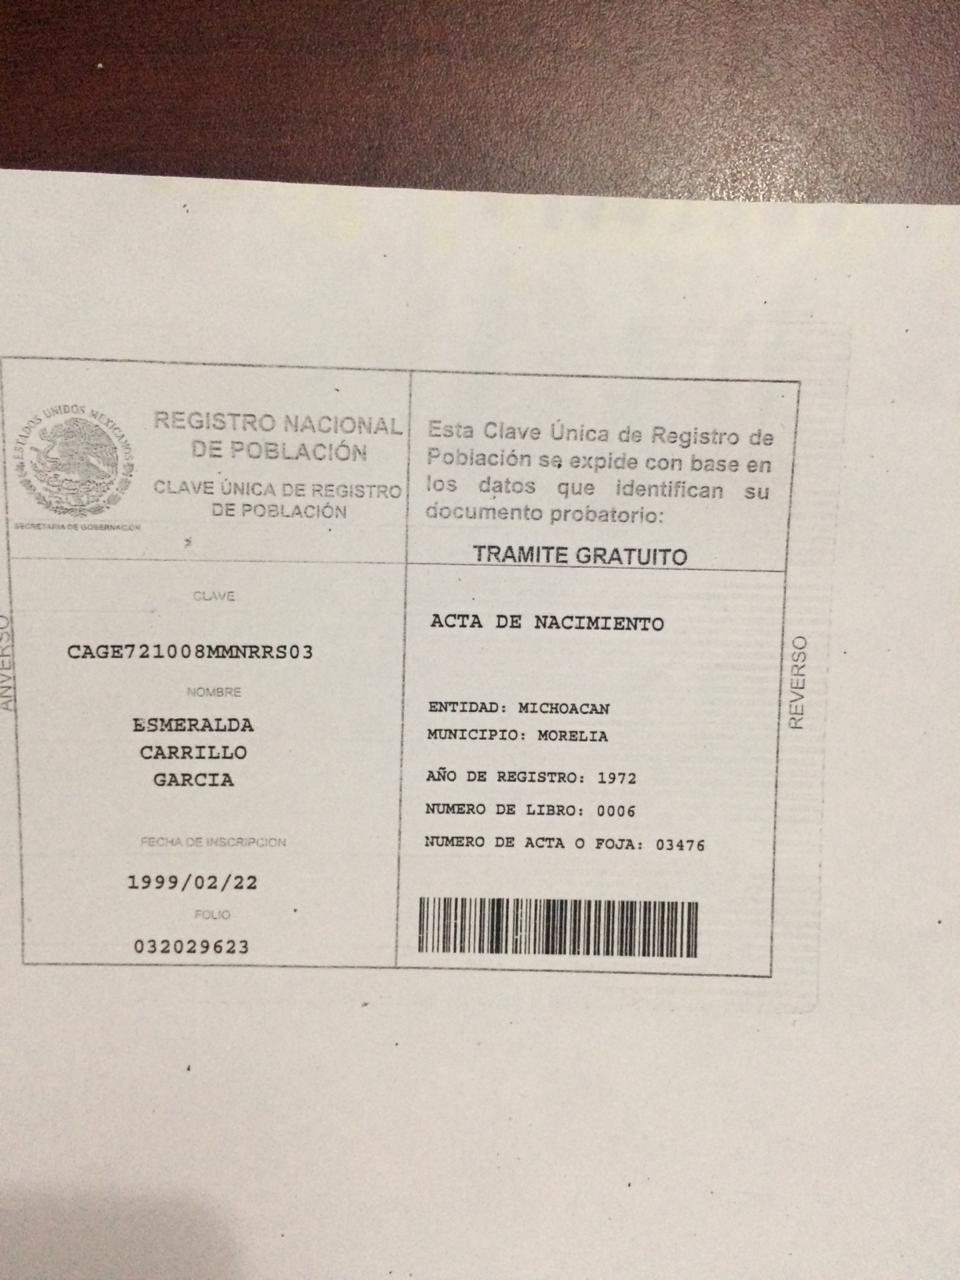 ESTADOS UNIDOS MEXICANOS
SECRETARIA DE GOBERNACION
REGISTRO NACIONAL
DE POBLACIÓN
CLAVE ÚNICA DE REGISTRO
DE POBLACIÓN
CLAVE
CAGE721008MMNRRS03
NOMBRE
ESMERALDA
CARRILLO
GARCIA
FECHA DE INSCRIPCION
1999/02/22
FOLIO
032029623
ANVERSO
Esta Clave Única de Registro de
Población se expide con base en
los datos que identifican su
documento probatorio:
TRAMITE GRATUITO
ACTA DE NACIMIENTO
ENTIDAD: MICHOACAN
MUNICIPIO: MORELIA
AÑO DE REGISTRO: 1972
NUMERO DE LIBRO: 0006
NUMERO DE ACTA O FOJA: 03476
REVERSO